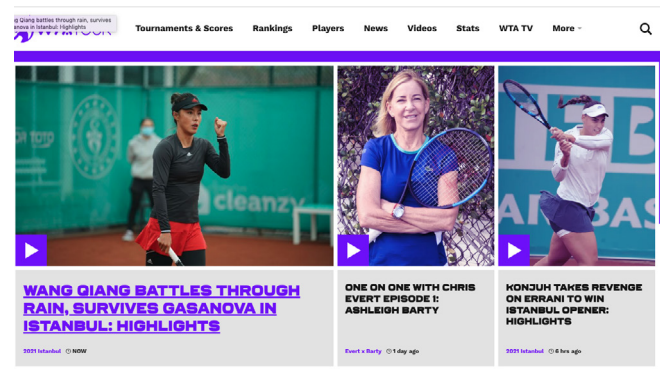 Qiang battles through rain, survives
anova in Istanbul: Highlights
Tournaments & Scores Rankings Players News Videos Stats WTA TV More
TOTO
cleanzy
WANG QIANG BATTLES THROUGH
RAIN, SURVIVES GASANOVA IN
ISTANBUL: HIGHLIGHTS
2021 Istanbul NOW
ONE ON ONE WITH CHRIS
EVERT EPISODE 1:
ASHLEIGH BARTY
Evert x Barty 1 day ago
KONJUH TAKES REVENGE
ON ERRANI TO WIN
ISTANBUL OPENER:
HIGHLIGHTS
2021 Istanbul 6 hrs ago